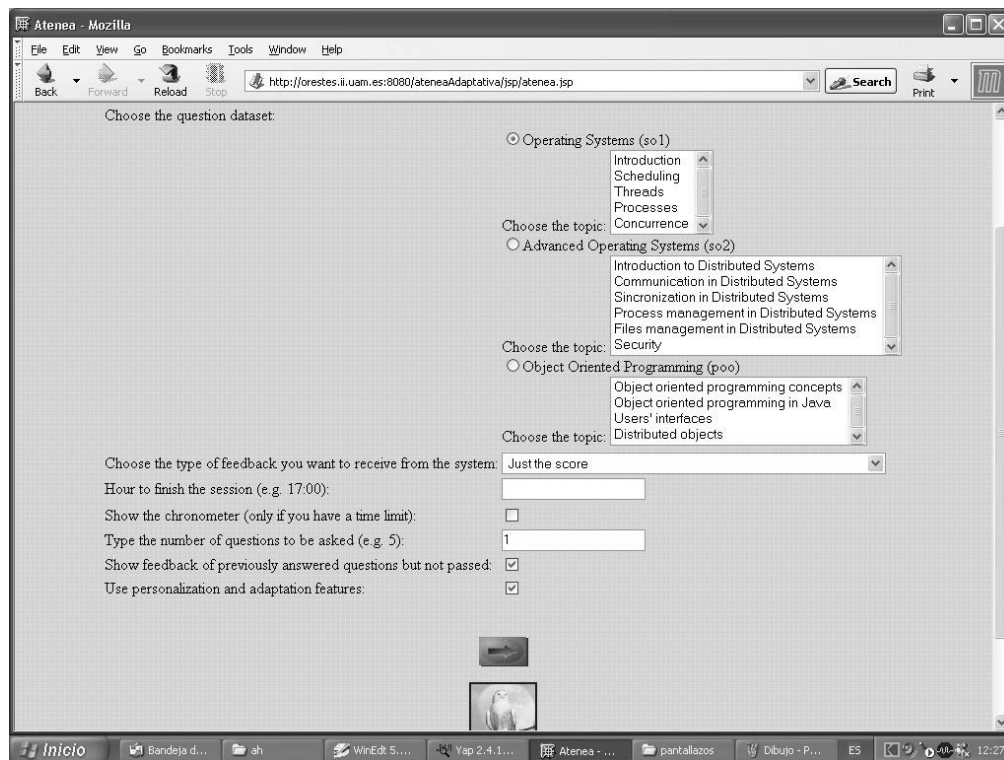 Atenea - Mozilla
File Edit View Go Bookmarks Tools Window Help
Back Forward Reload Stop http://orestes.ii.uam.es:8080/ateneaAdaptativa/jsp/atenea.jsp Search Print
Choose the question dataset:
Operating Systems (so1)
Introduction
Scheduling
Threads
Processes
Choose the topic: Concurrence
Advanced Operating Systems (so2)
Introduction to Distributed Systems
Communication in Distributed Systems
Sincronization in Distributed Systems
Process management in Distributed Systems
Files management in Distributed Systems
Choose the topic: Security
Object Oriented Programming (poo)
Object oriented programming concepts
Object oriented programming in Java
Users' interfaces
Choose the topic: Distributed objects
Choose the type of feedback you want to receive from the system: Just the score
Hour to finish the session (e.g. 17:00):
Show the chronometer (only if you have a time limit):
Type the number of questions to be asked (e.g. 5): 1
Show feedback of previously answered questions but not passed:
Use personalization and adaptation features:
Inicio Bandeja d... ah WinEdt 5.... Yap 2.4.1... Atenea - ... pantallazos Dibujo - P... ES 12:27